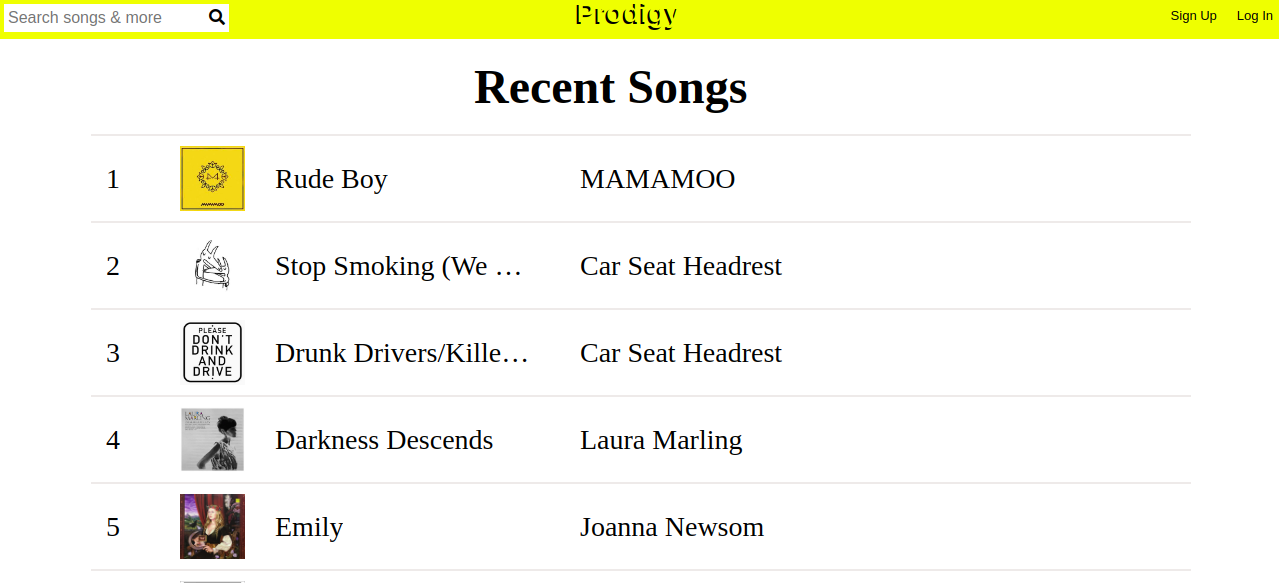 Search songs & more
Prodigy
Sign Up Log In
Recent Songs
1 MAMAMOO Rude Boy MAMAMOO
2 Stop Smoking (We … Car Seat Headrest
3 PLEASE DON'T DRINK AND DRIVE Drunk Drivers/Kille… Car Seat Headrest
4 LAURA MARLING Darkness Descends Laura Marling
5 Emily Joanna Newsom